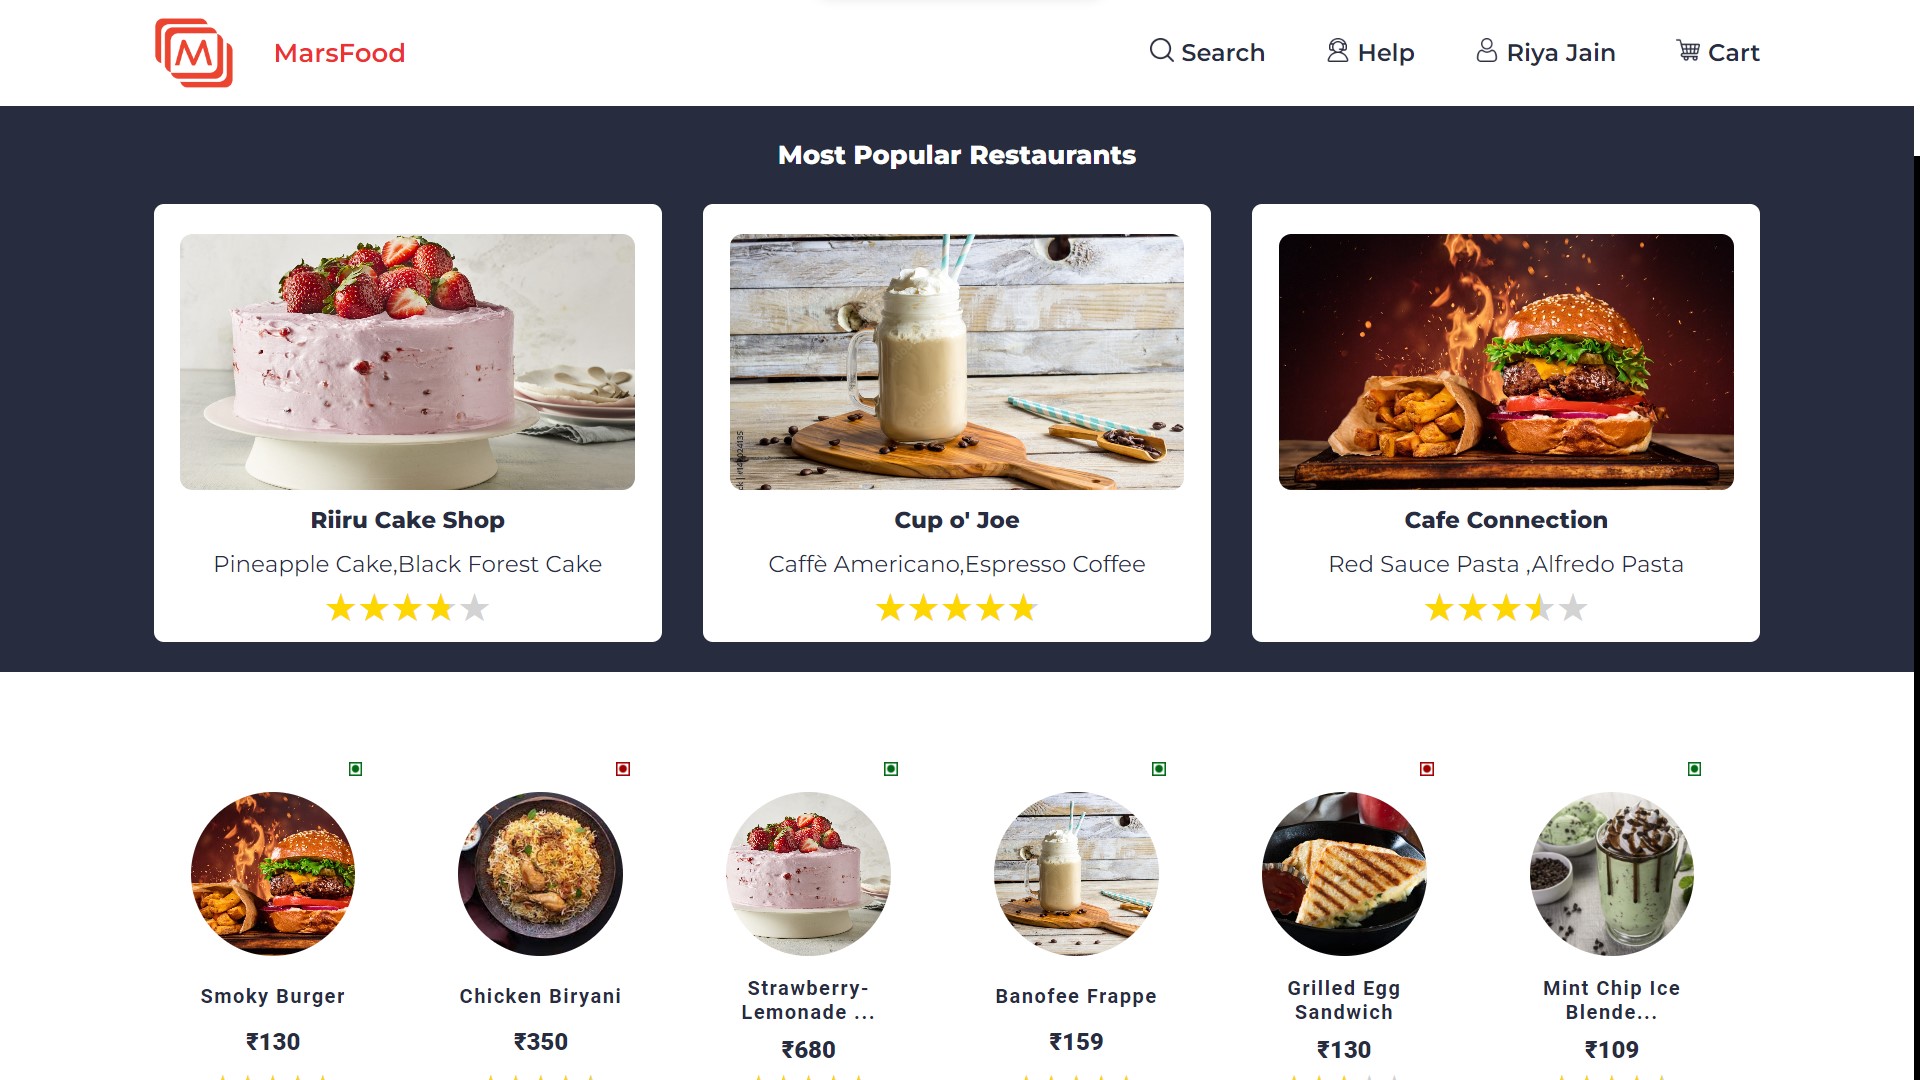 M MarsFood Search Help Riya Jain Cart
Most Popular Restaurants
Riiru Cake Shop
Pineapple Cake,Black Forest Cake
Cup o' Joe
Caffè Americano,Espresso Coffee
Cafe Connection
Red Sauce Pasta ,Alfredo Pasta
Smoky Burger
₹130
Chicken Biryani
₹350
Strawberry-
Lemonade ...
₹680
Banofee Frappe
₹159
Grilled Egg
Sandwich
₹130
Mint Chip Ice
Blende...
₹109